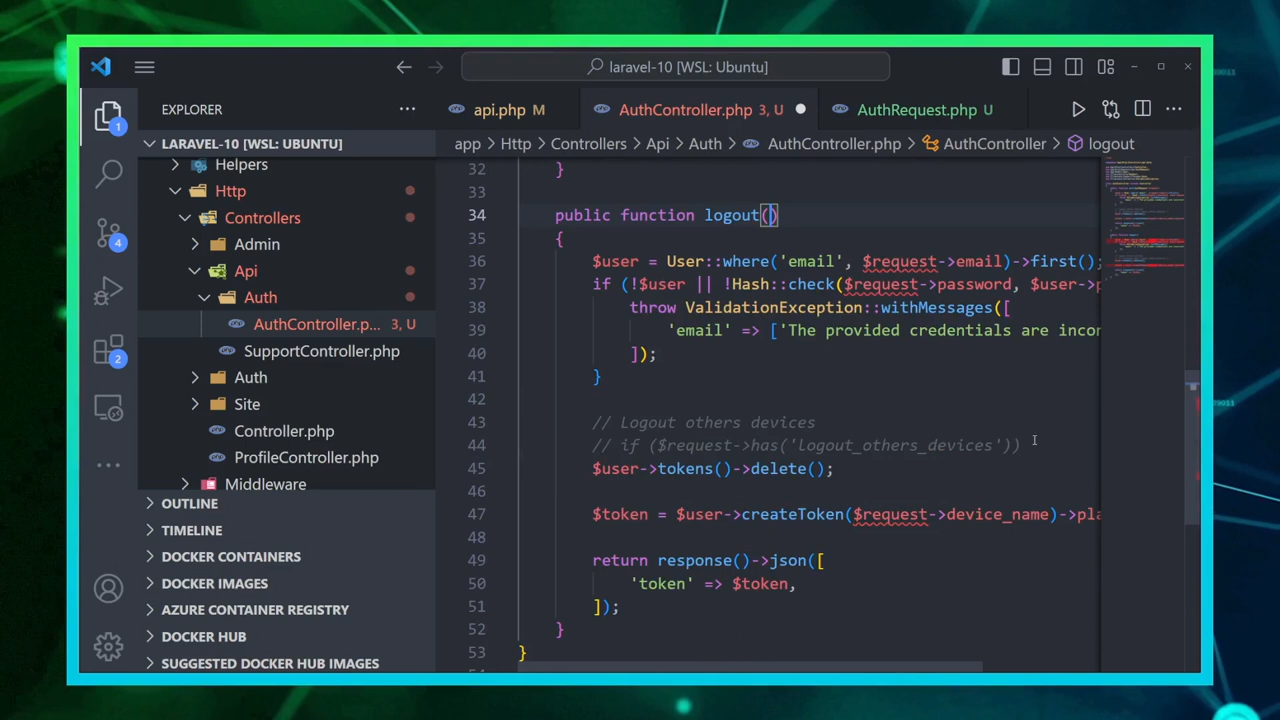 laravel-10 [WSL: Ubuntu]
EXPLORER
api.php M
AuthController.php 3, U
AuthRequest.php U
LARAVEL-10 [WSL: UBUNTU]
app > Http > Controllers > Api > Auth > AuthController.php > AuthController > logout
1
4
2
Helpers
Http
Controllers
Admin
Api
Auth
AuthController.p... 3, U
SupportController.php
Auth
Site
Controller.php
ProfileController.php
Middleware
OUTLINE
TIMELINE
DOCKER CONTAINERS
DOCKER IMAGES
AZURE CONTAINER REGISTRY
DOCKER HUB
SUGGESTED DOCKER HUB IMAGES
32 }
33
34 public function logout()
35 {
36 $user = User::where('email', $request->email)->first();
37 if (!$user || !Hash::check($request->password, $user->p
38 throw ValidationException::withMessages([
39 'email' => ['The provided credentials are incor
40 ]);
41 }
42
43 // Logout others devices
44 // if ($request->has('logout_others_devices'))
45 $user->tokens()->delete();
46
47 $token = $user->createToken($request->device_name)->pla
48
49 return response()->json([
50 'token' => $token,
51 ]);
52 }
53 }